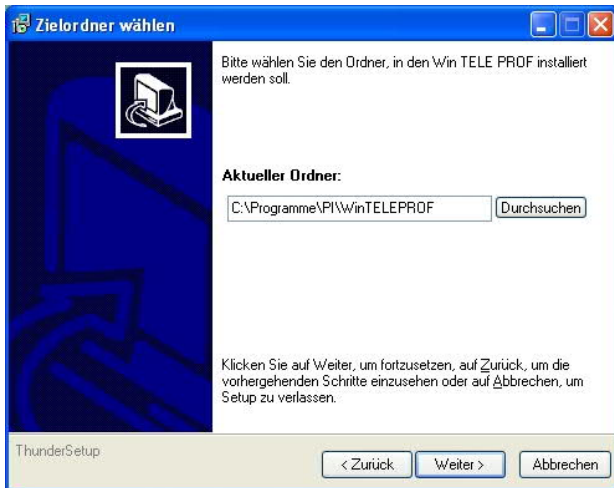 Zielordner wählen
Bitte wählen Sie den Ordner, in den Win TELE PROF installiert
werden soll.
Aktueller Ordner:
C:\Programme\PI\WinTELEPROF
Durchsuchen
Klicken Sie auf Weiter, um fortzusetzen, auf Zurück, um die
vorhergehenden Schritte einzusehen oder auf Abbrechen, um
Setup zu verlassen.
ThunderSetup
< Zurück Weiter > Abbrechen